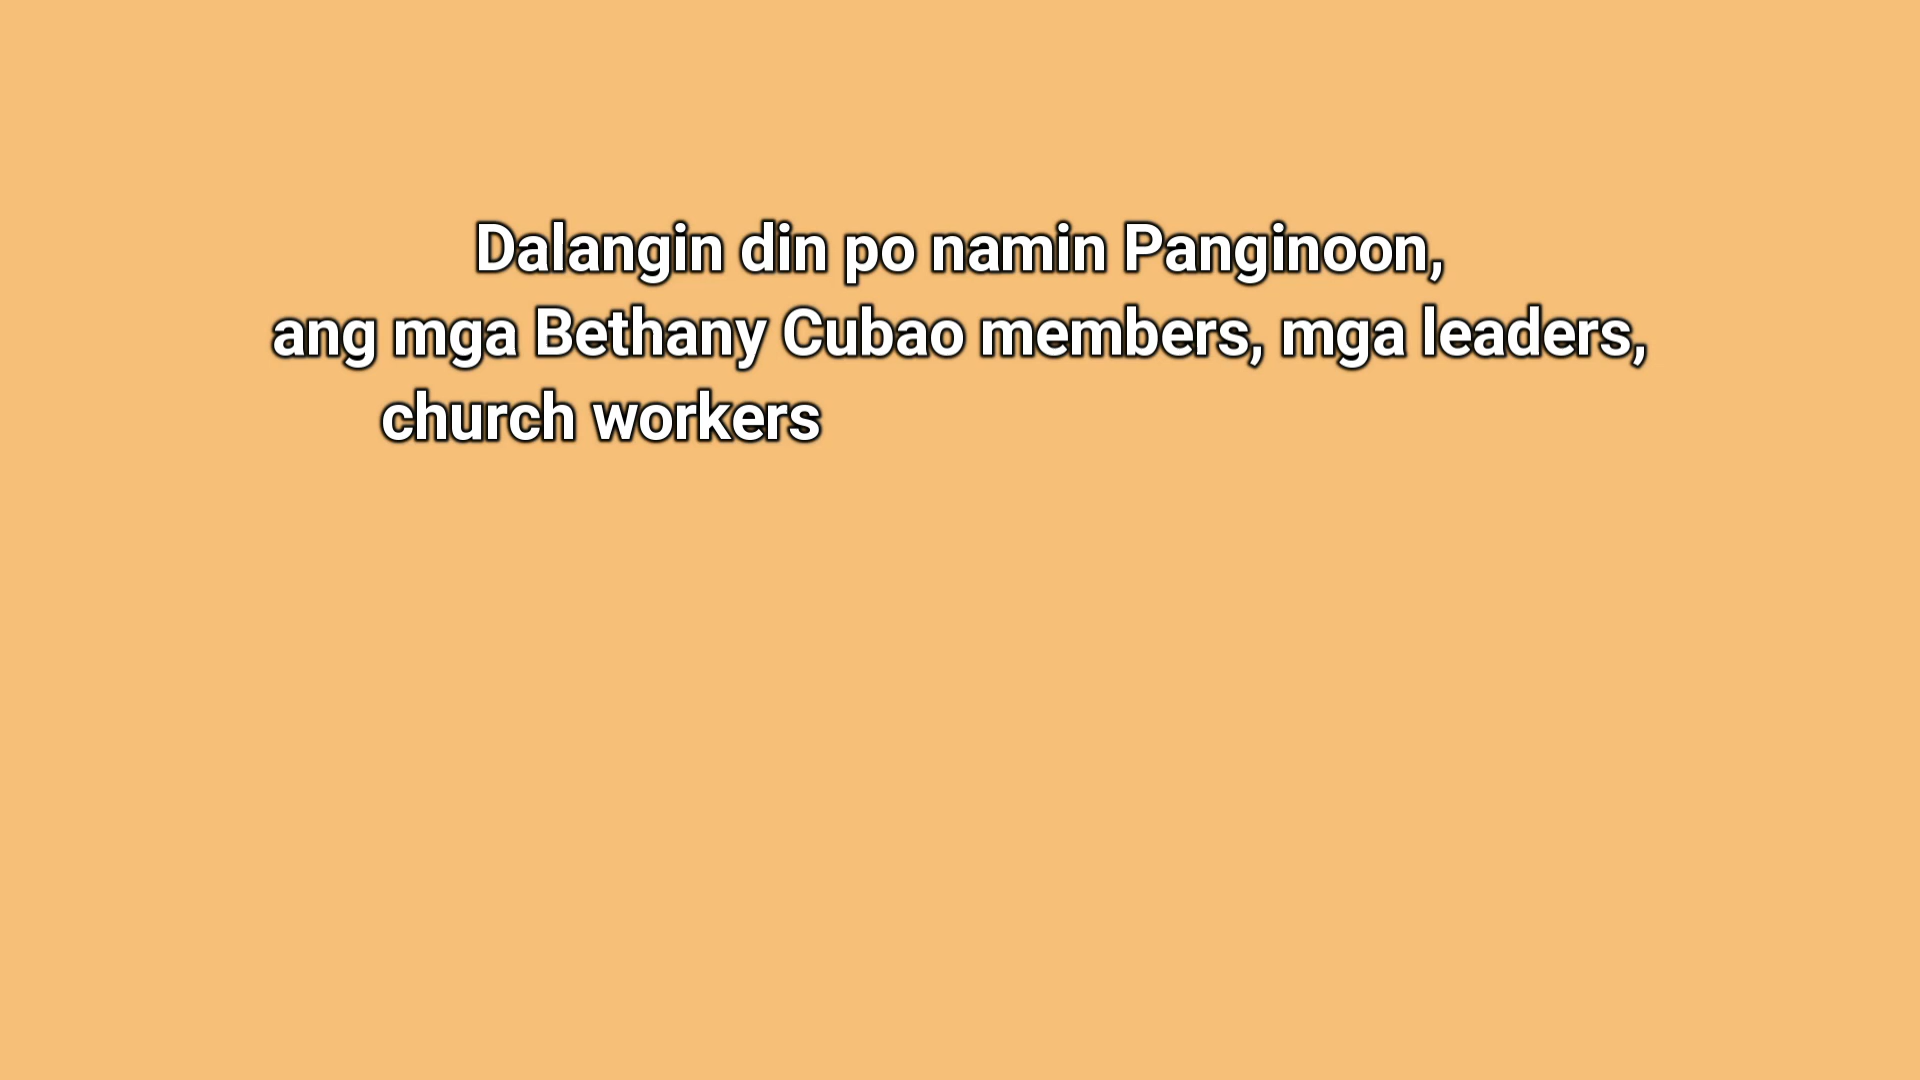 Dalangin din po namin Panginoon,
ang mga Bethany Cubao members, mga leaders,
church workers